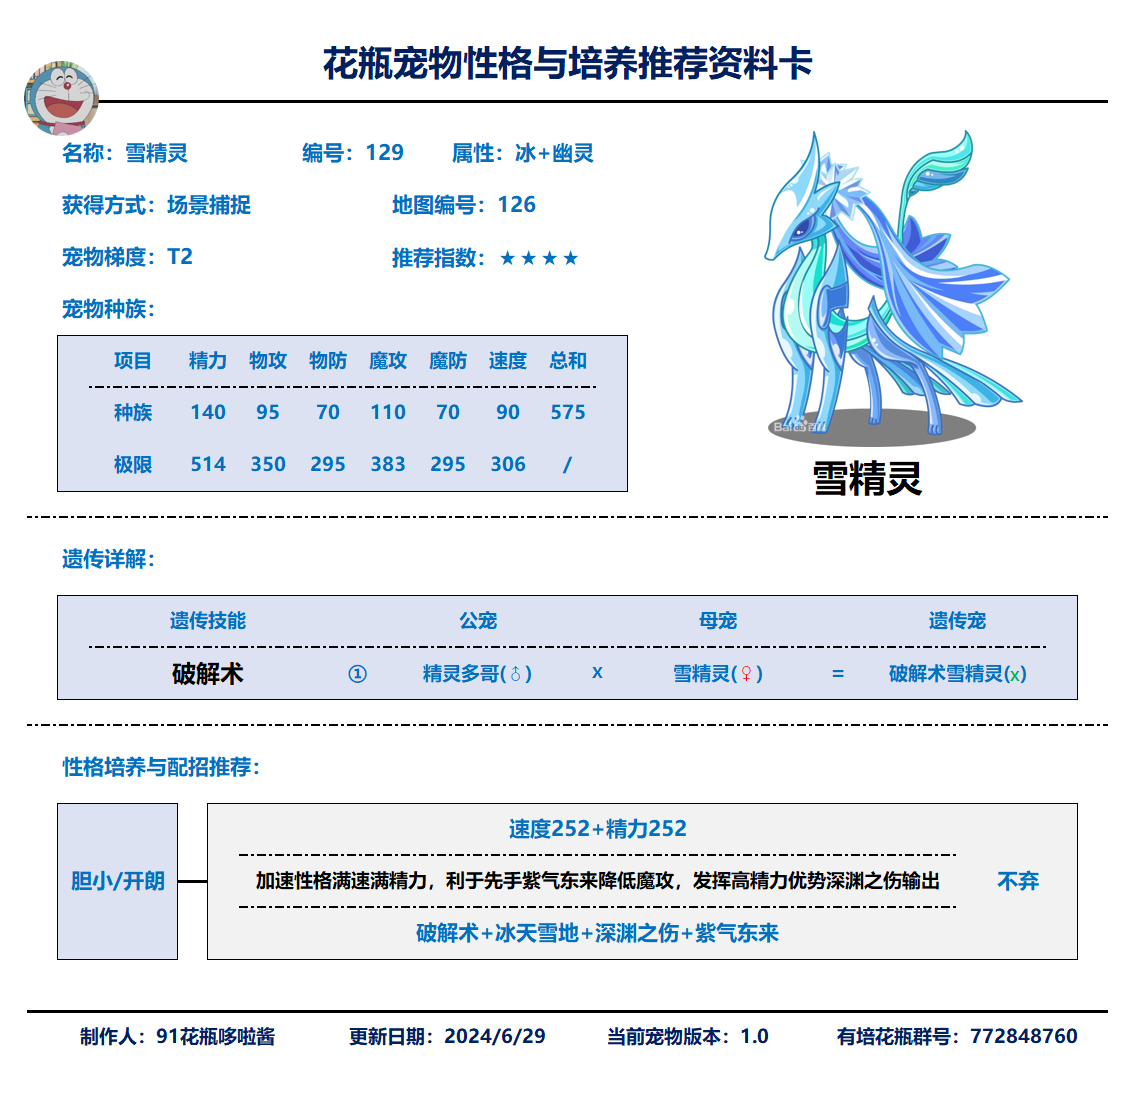 花瓶宠物性格与培养推荐资料卡
名称：雪精灵 编号：129 属性：冰+幽灵
获得方式：场景捕捉 地图编号：126
宠物梯度：T2 推荐指数：★★★★
宠物种族：
项目 精力 物攻 物防 魔攻 魔防 速度 总和
种族 140 95 70 110 70 90 575
极限 514 350 295 383 295 306 /
Bai百科
雪精灵
遗传详解：
遗传技能 公宠 母宠 遗传宠
破解术 ① 精灵多哥(♂) x 雪精灵(♀) = 破解术雪精灵(x)
性格培养与配招推荐：
胆小/开朗
速度252+精力252
加速性格满速满精力，利于先手紫气东来降低魔攻，发挥高精力优势深渊之伤输出
破解术+冰天雪地+深渊之伤+紫气东来
不弃
制作人：91花瓶哆啦酱 更新日期：2024/6/29 当前宠物版本：1.0 有培花瓶群号：772848760